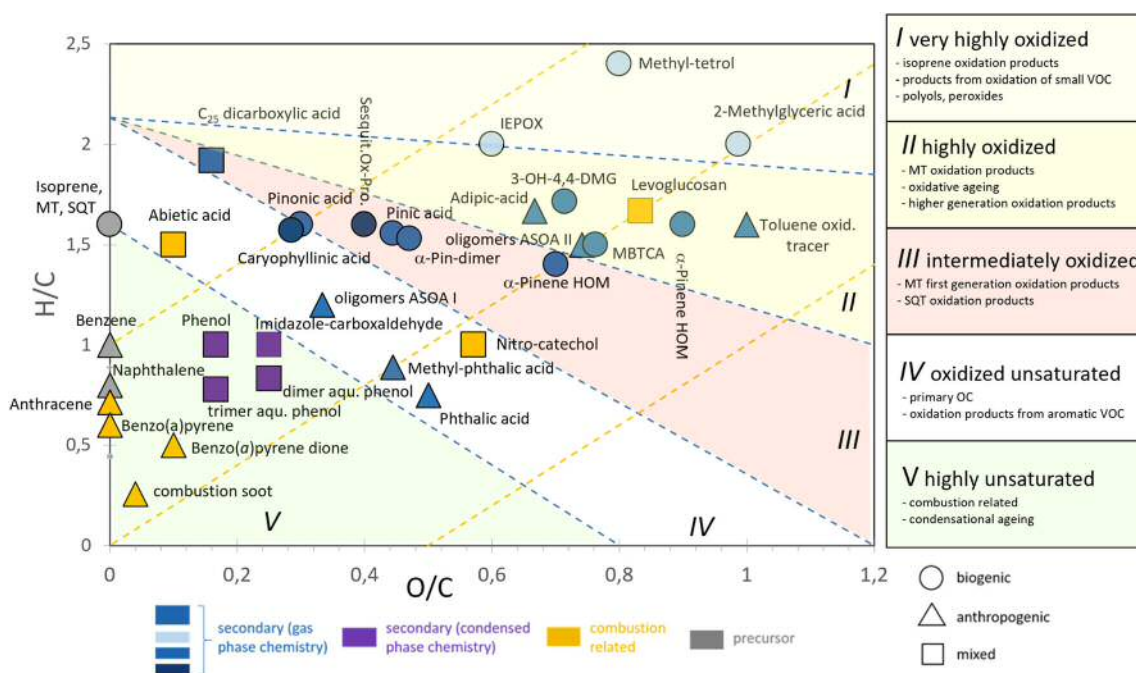 2,5
2
1,5
1
0,5
0
H/C
0
0,2
0,4
0,6
0,8
1
1,2
O/C
Methyl-tetrol
I
C25 dicarboxylic acid
Sesquit.Ox-Pro.
IEPOX
2-Methylglyceric acid
Isoprene,
MT, SQT
Abietic acid
Pinonic acid
Pinic acid
Adipic-acid
3-OH-4,4-DMG
Levoglucosan
Toluene oxid.
tracer
Caryophyllinic acid
α-Pin-dimer
oligomers ASOA II
MBTCA
α-Pinene HOM
α-Pinene HOM
II
oligomers ASOA I
Benzene
Phenol
Imidazole-carboxaldehyde
Nitro-catechol
Naphthalene
Methyl-phthalic acid
dimer aqu. phenol
Anthracene
trimer aqu. phenol
Phthalic acid
Benzo(a)pyrene
Benzo(a)pyrene dione
III
combustion soot
V
IV
I very highly oxidized
- isoprene oxidation products
- products from oxidation of small VOC
- polyols, peroxides
II highly oxidized
- MT oxidation products
- oxidative ageing
- higher generation oxidation products
III intermediately oxidized
- MT first generation oxidation products
- SQT oxidation products
IV oxidized unsaturated
- primary OC
- oxidation products from aromatic VOC
V highly unsaturated
- combustion related
- condensational ageing
biogenic
anthropogenic
mixed
secondary (gas
phase chemistry)
secondary (condensed
phase chemistry)
combustion
related
precursor